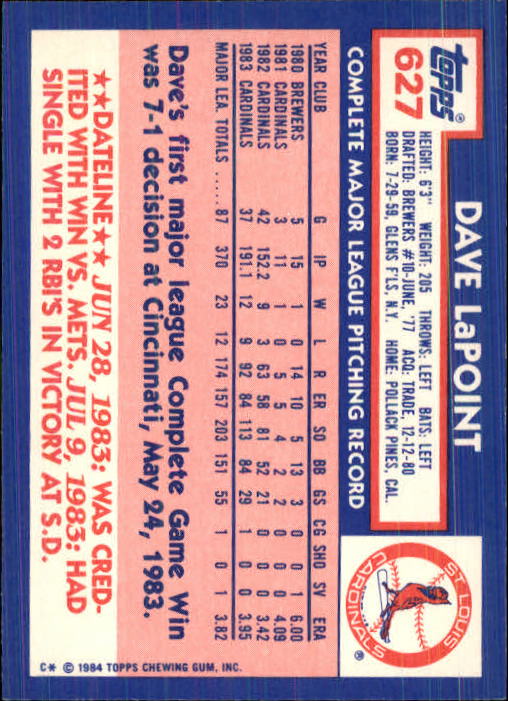 topps®
627
DAVE LaPOINT
HEIGHT: 6'3" WEIGHT: 205 THROWS: LEFT BATS: LEFT
DRAFTED: BREWERS #10-JUNE, '77 ACQ: TRADE, 12-12-80
BORN: 7-29-59, GLENS F'LS, N.Y. HOME: POLLACK PINES, CAL.
ST. LOUIS
CARDINALS
®
COMPLETE MAJOR LEAGUE PITCHING RECORD
YEAR CLUB G IP W L R ER SO BB GS CG SHO SV ERA
1980 BREWERS 5 15 1 0 14 10 5 13 3 0 0 1 6.00
1981 CARDINALS 3 11 1 0 5 5 4 2 2 0 0 0 4.09
1982 CARDINALS 42 152.2 9 3 63 58 81 52 21 0 0 0 3.42
1983 CARDINALS 37 191.1 12 9 92 84 113 84 29 1 0 0 3.95
MAJOR LEA. TOTALS ..... 87 370 23 12 174 157 203 151 55 1 0 1 3.82
Dave's first major league Complete Game Win
was 7-1 decision at Cincinnati, May 24, 1983.
★★DATELINE★★ JUN 28, 1983: WAS CRED-
ITED WITH WIN VS. METS. JUL 9, 1983: HAD
SINGLE WITH 2 RBI'S IN VICTORY AT S.D.
C* © 1984 TOPPS CHEWING GUM, INC.